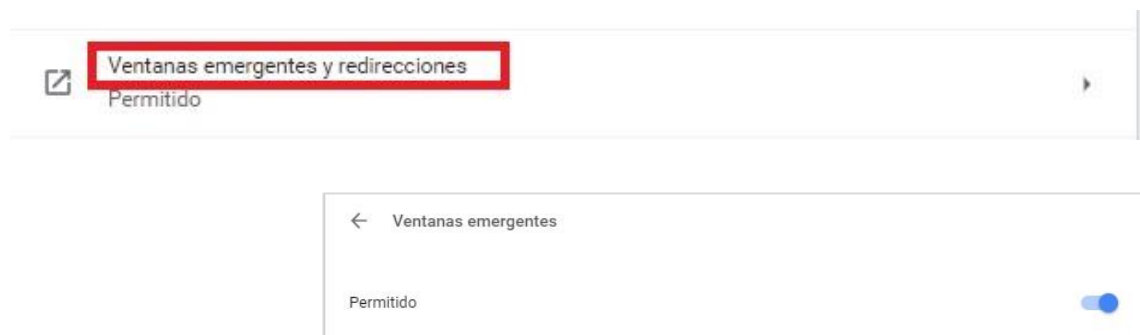 Ventanas emergentes y redirecciones
Permitido
Ventanas emergentes
Permitido